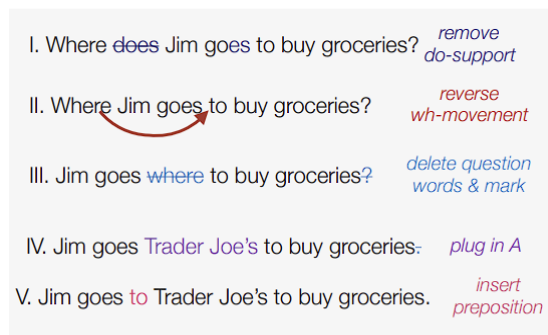 I. Where does Jim goes to buy groceries? remove
do-support
II. Where Jim goes to buy groceries? reverse
wh-movement
III. Jim goes where to buy groceries? delete question
words & mark
IV. Jim goes Trader Joe's to buy groceries. plug in A
V. Jim goes to Trader Joe's to buy groceries. insert
preposition